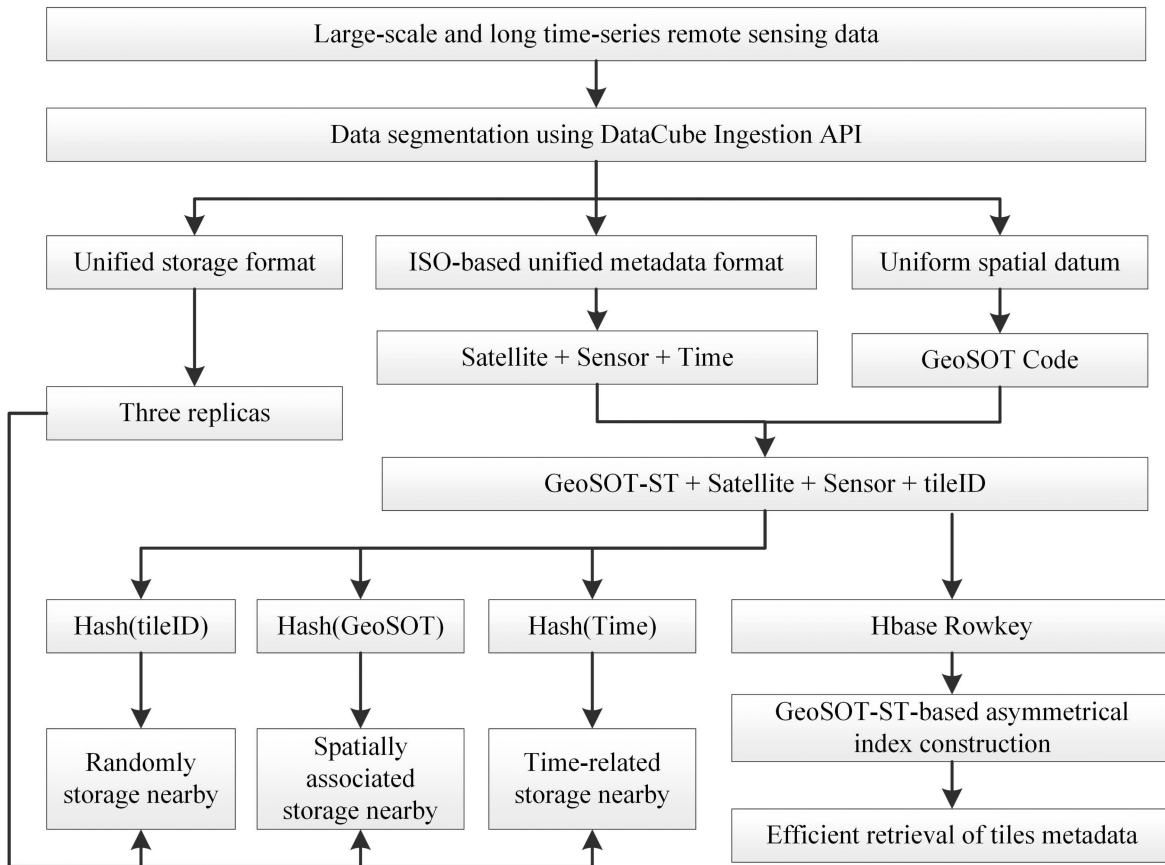 Large-scale and long time-series remote sensing data
Data segmentation using DataCube Ingestion API
Unified storage format
ISO-based unified metadata format
Uniform spatial datum
Satellite + Sensor + Time
GeoSOT Code
Three replicas
GeoSOT-ST + Satellite + Sensor + tileID
Hash(tileID)
Hash(GeoSOT)
Hash(Time)
Hbase Rowkey
Randomly
storage nearby
Spatially
associated
storage nearby
Time-related
storage nearby
GeoSOT-ST-based asymmetrical
index construction
Efficient retrieval of tiles metadata